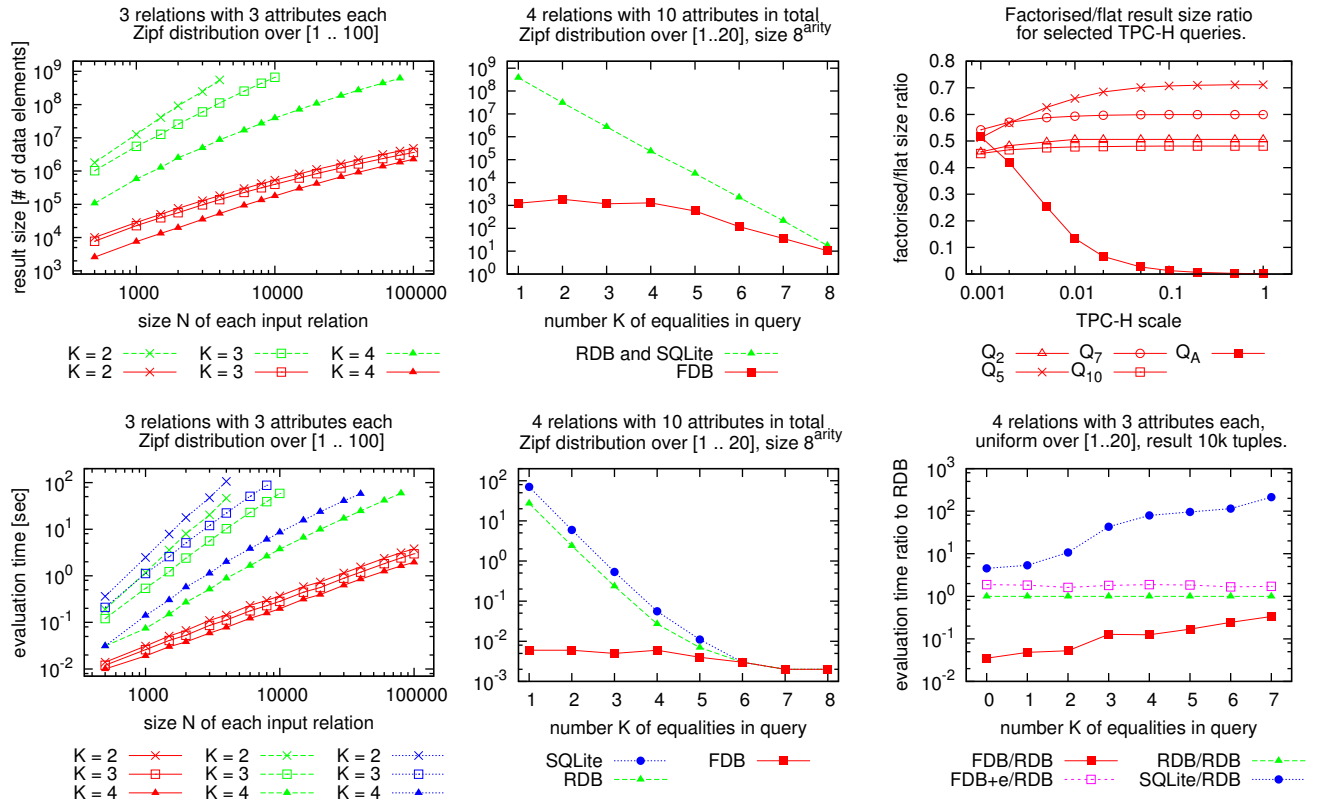 3 relations with 3 attributes each
Zipf distribution over [1 .. 100]
result size [# of data elements]
10^9
10^8
10^7
10^6
10^5
10^4
10^3
1000 10000 100000
size N of each input relation
K = 2 K = 3 K = 4
K = 2 K = 3 K = 4
4 relations with 10 attributes in total
Zipf distribution over [1..20], size 8^arity
10^9
10^8
10^7
10^6
10^5
10^4
10^3
10^2
10^1
10^0
1 2 3 4 5 6 7 8
number K of equalities in query
RDB and SQLite
FDB
Factorised/flat result size ratio
for selected TPC-H queries.
factorised/flat size ratio
0.8
0.7
0.6
0.5
0.4
0.3
0.2
0.1
0
0.001 0.01 0.1 1
TPC-H scale
Q_2 Q_7 Q_A
Q_5 Q_10
3 relations with 3 attributes each
Zipf distribution over [1 .. 100]
evaluation time [sec]
10^2
10^1
10^0
10^-1
10^-2
1000 10000 100000
size N of each input relation
K = 2 K = 2 K = 2
K = 3 K = 3 K = 3
K = 4 K = 4 K = 4
4 relations with 10 attributes in total
Zipf distribution over [1 .. 20], size 8^arity
10^2
10^1
10^0
10^-1
10^-2
10^-3
1 2 3 4 5 6 7 8
number K of equalities in query
SQLite FDB
RDB
4 relations with 3 attributes each,
uniform over [1..20], result 10k tuples.
evaluation time ratio to RDB
10^3
10^2
10^1
10^0
10^-1
10^-2
0 1 2 3 4 5 6 7
number K of equalities in query
FDB/RDB RDB/RDB
FDB+e/RDB SQLite/RDB